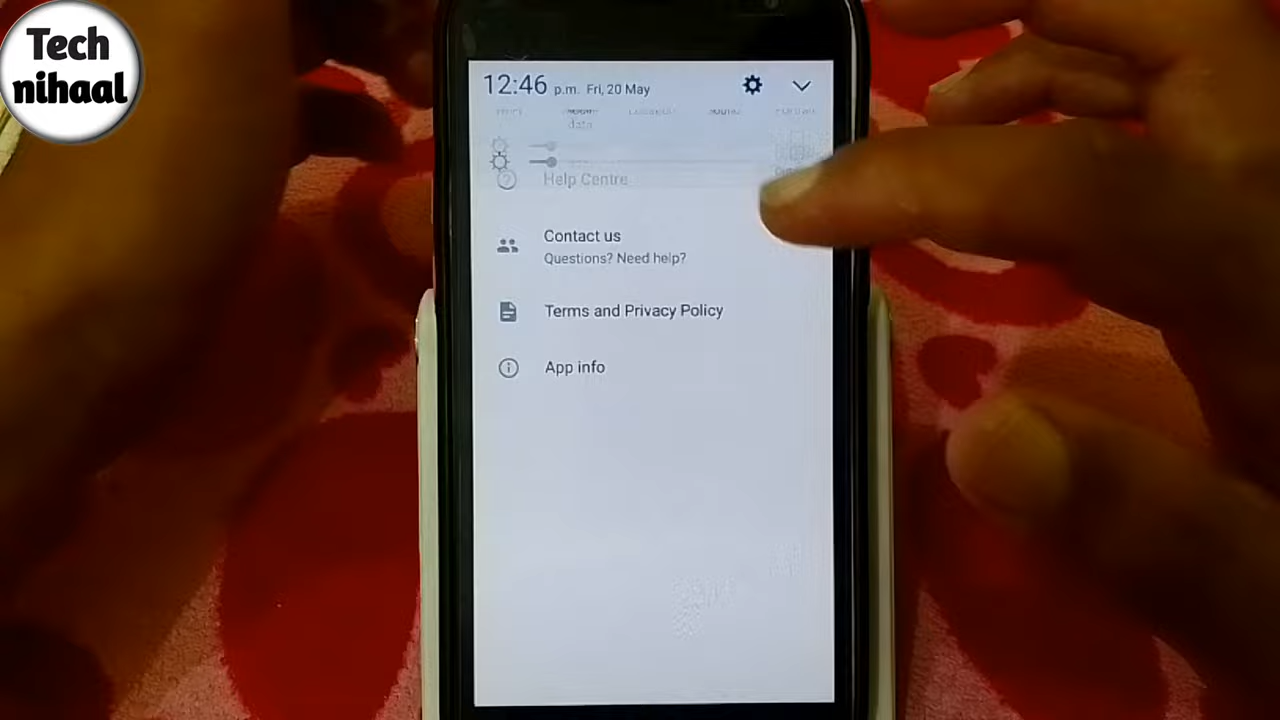 Tech
nihaal
12:46 p.m. Fri, 20 May
data
Help Centre
Contact us
Questions? Need help?
Terms and Privacy Policy
App info